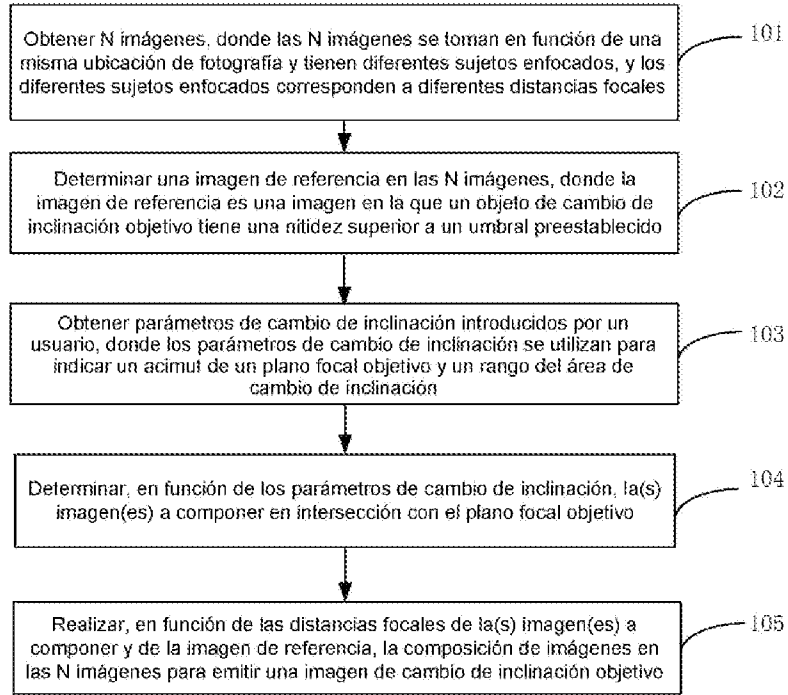 Obtener N imágenes, donde las N imágenes se toman en función de una
misma ubicación de fotografía y tienen diferentes sujetos enfocados, y los
diferentes sujetos enfocados corresponden a diferentes distancias focales
101
Determinar una imagen de referencia en las N imágenes, donde la
imagen de referencia es una imagen en la que un objeto de cambio de
inclinación objetivo tiene una nitidez superior a un umbral preestablecido
102
Obtener parámetros de cambio de inclinación introducidos por un
usuario, donde los parámetros de cambio de inclinación se utilizan para
indicar un acimut de un plano focal objetivo y un rango del área de
cambio de inclinación
103
Determinar, en función de los parámetros de cambio de inclinación, la(s)
imagen(es) a componer en intersección con el plano focal objetivo
104
Realizar, en función de las distancias focales de la(s) imagen(es) a
componer y de la imagen de referencia, la composición de imágenes en
las N imágenes para emitir una imagen de cambio de inclinación objetivo
105